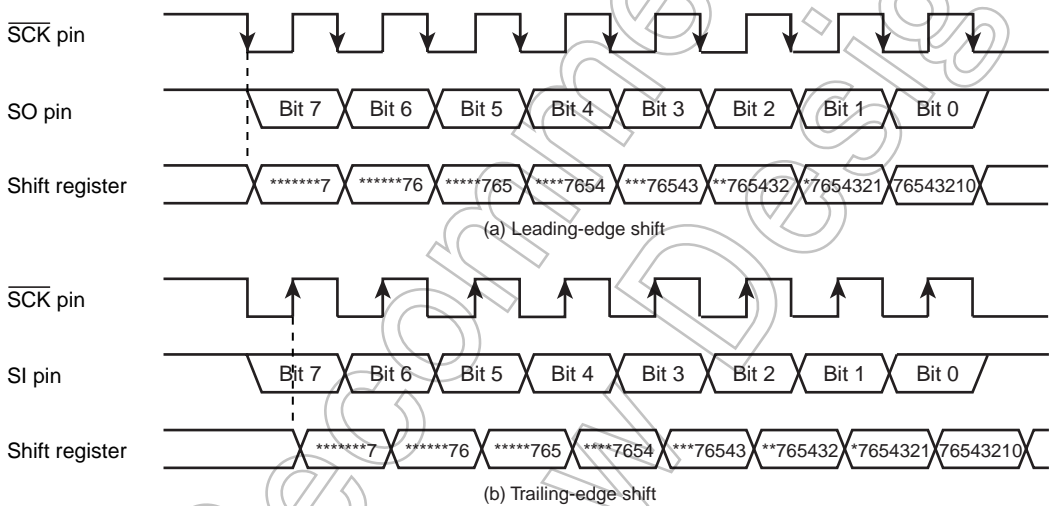 SCK pin
SO pin Bit 7 Bit 6 Bit 5 Bit 4 Bit 3 Bit 2 Bit 1 Bit 0
Shift register *******7 ******76 *****765 ****7654 ***76543 **765432 *7654321 76543210
(a) Leading-edge shift
SCK pin
SI pin Bit 7 Bit 6 Bit 5 Bit 4 Bit 3 Bit 2 Bit 1 Bit 0
Shift register *******7 ******76 *****765 ****7654 ***76543 **765432 *7654321 76543210
(b) Trailing-edge shift